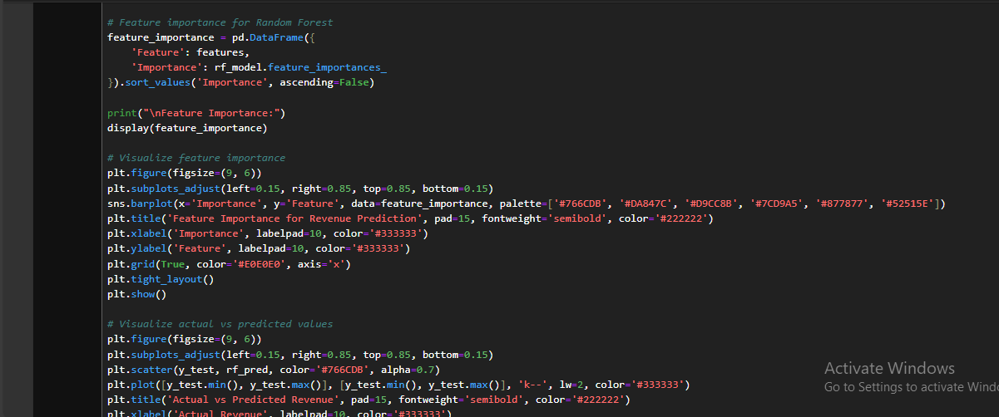 # Feature importance for Random Forest
feature_importance = pd.DataFrame({
    'Feature': features,
    'Importance': rf_model.feature_importances_
}).sort_values('Importance', ascending=False)

print("\nFeature Importance:")
display(feature_importance)

# Visualize feature importance
plt.figure(figsize=(9, 6))
plt.subplots_adjust(left=0.15, right=0.85, top=0.85, bottom=0.15)
sns.barplot(x='Importance', y='Feature', data=feature_importance, palette=['#766CDB', '#DA847C', '#D9CC8B', '#7CD9A5', '#877877', '#52515E'])
plt.title('Feature Importance for Revenue Prediction', pad=15, fontweight='semibold', color='#222222')
plt.xlabel('Importance', labelpad=10, color='#333333')
plt.ylabel('Feature', labelpad=10, color='#333333')
plt.grid(True, color='#E0E0E0', axis='x')
plt.tight_layout()
plt.show()

# Visualize actual vs predicted values
plt.figure(figsize=(9, 6))
plt.subplots_adjust(left=0.15, right=0.85, top=0.85, bottom=0.15)
plt.scatter(y_test, rf_pred, color='#766CDB', alpha=0.7)
plt.plot([y_test.min(), y_test.max()], [y_test.min(), y_test.max()], 'k--', lw=2, color='#333333')
plt.title('Actual vs Predicted Revenue', pad=15, fontweight='semibold', color='#222222')
plt.xlabel('Actual Revenue', labelpad=10, color='#333333')
Activate Windows
Go to Settings to activate Wind